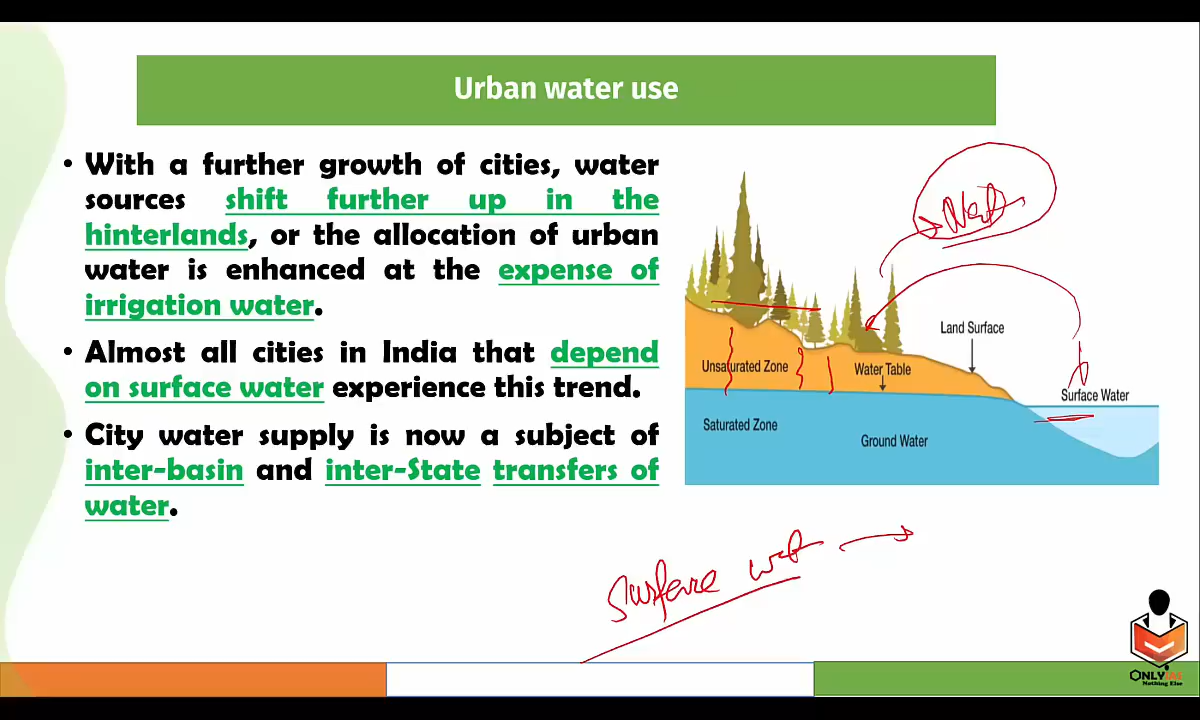 Urban water use
• With a further growth of cities, water
sources shift further up in the
hinterlands, or the allocation of urban
water is enhanced at the expense of
irrigation water.
• Almost all cities in India that depend
on surface water experience this trend.
• City water supply is now a subject of
inter-basin and inter-State transfers of
water.
Land Surface
Unsaturated Zone
Water Table
Surface Water
Saturated Zone
Ground Water
ONLYIAS
Nothing Else